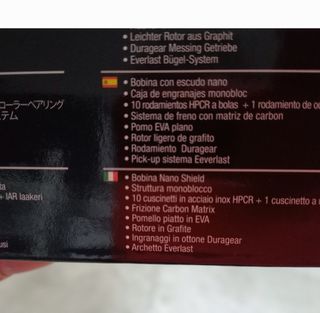 • Leichter Rotor aus Graphit
• Duragear Messing Getriebe
• Everlast Bügel-System
• Bobina con escudo nano
• Caja de engranajes monobloc
• 10 rodamientos HPCR a bolas + 1 rodamiento de
• Sistema de freno con matriz de carbon
• Pomo EVA plano
• Rotor ligero de grafito
• Rodamiento Duragear
• Pick-up sistema Eeverlast
ローラーベアリング
ステム
• Bobina Nano Shield
• Struttura monoblocco
• 10 cuscinetti in acciaio inox HPCR + 1 cuscinetto a
• Frizione Carbon Matrix
• Pomello piatto in EVA
• Rotore in Grafite
• Ingranaggi in ottone Duragear
• Archetto Everlast
+ IAR laakeri